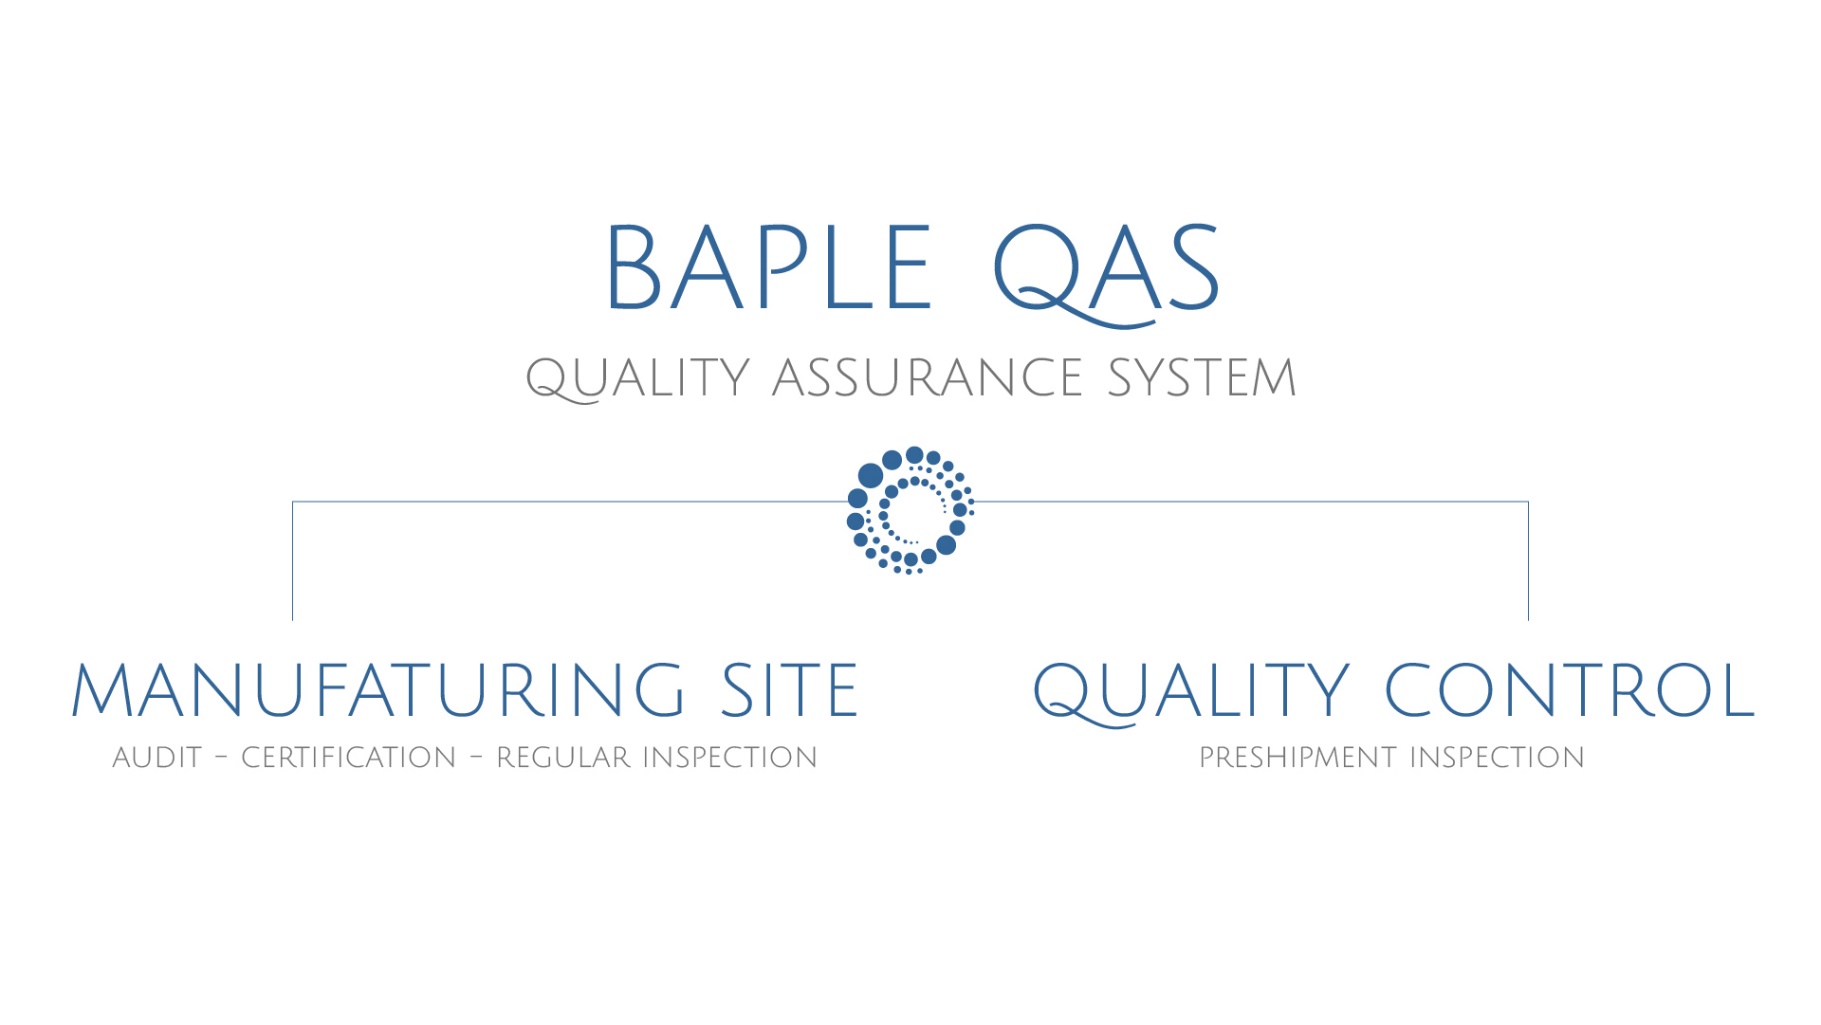 BAPLE QAS
QUALITY ASSURANCE SYSTEM
MANUFATURING SITE
AUDIT - CERTIFICATION - REGULAR INSPECTION
QUALITY CONTROL
PRESHIPMENT INSPECTION